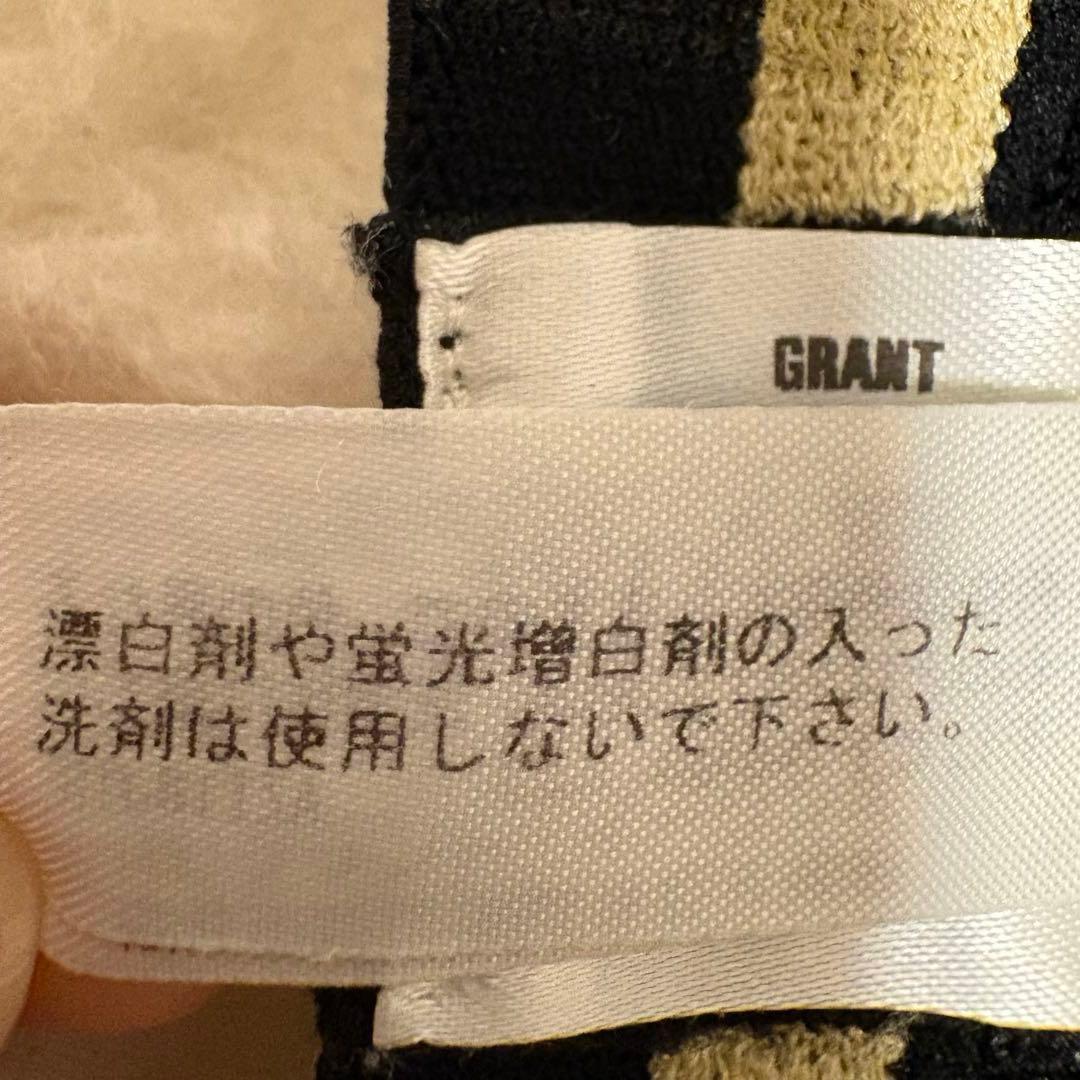 GRANT
漂白剤や蛍光増白剤の入った
洗剤は使用しないで下さい。